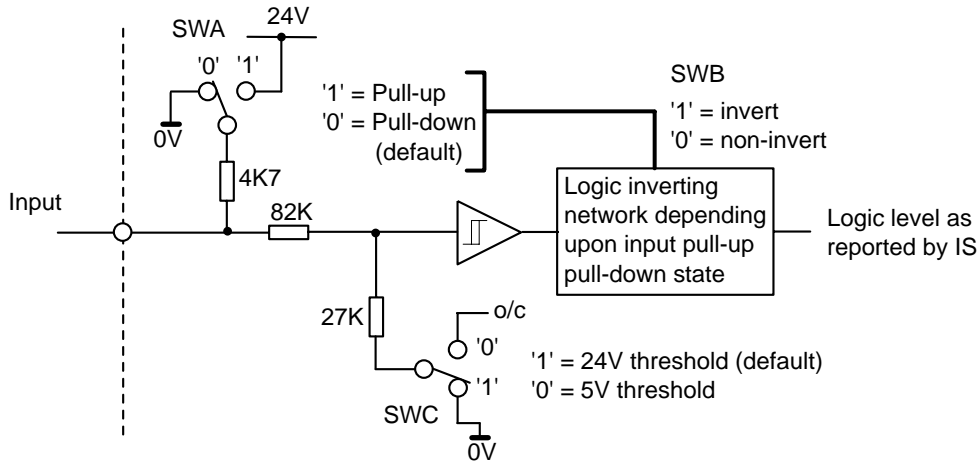 24V
SWA
'0' '1'
0V
4K7
Input
82K
'1' = Pull-up
'0' = Pull-down
(default)
SWB
'1' = invert
'0' = non-invert
Logic inverting
network depending
upon input pull-up
pull-down state
Logic level as
reported by IS
27K
o/c
'0'
'1'
SWC
0V
'1' = 24V threshold (default)
'0' = 5V threshold